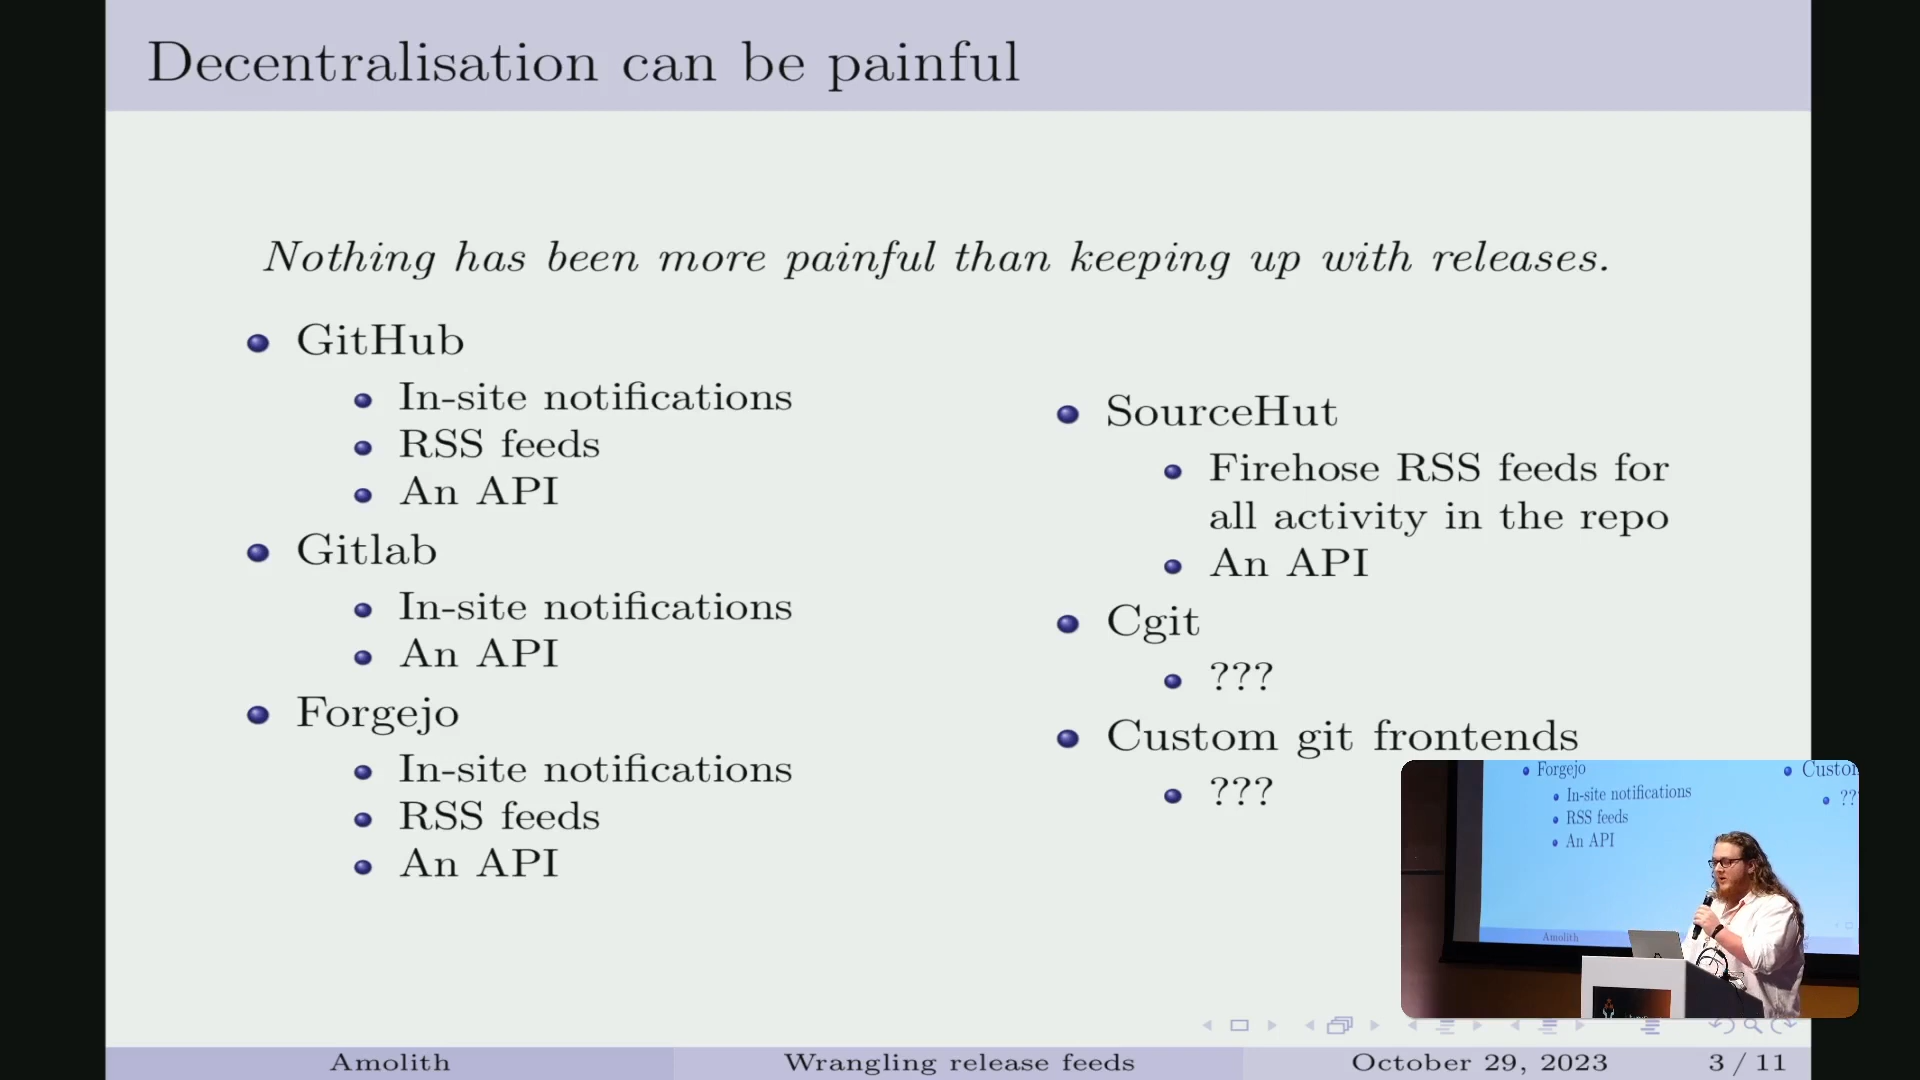 Decentralisation can be painful
Nothing has been more painful than keeping up with releases.
GitHub
In-site notifications
RSS feeds
An API
Gitlab
In-site notifications
An API
Forgejo
In-site notifications
RSS feeds
An API
SourceHut
Firehose RSS feeds for
all activity in the repo
An API
Cgit
???
Custom git frontends
???
Forgejo
In-site notifications
RSS feeds
An API
Custom
??
Amolith
Amolith
Wrangling release feeds
October 29, 2023
3 / 11